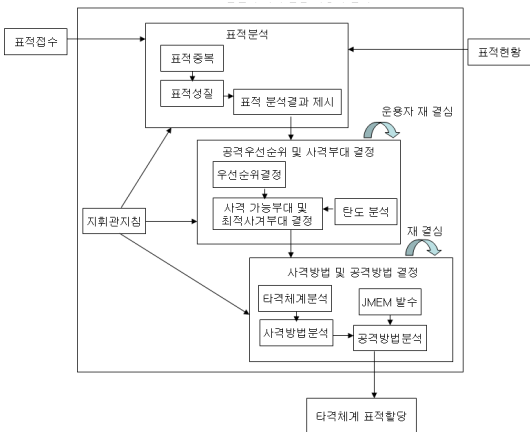 표적접수
표적분석
표적현황
표적중복
표적성질
표적 분석결과 제시
운용자 재 결심
공격우선순위 및 사격부대 결정
우선순위결정
사격 가능부대 및
최적사격부대 결정
탄도 분석
지휘관지침
재 결심
사격방법 및 공격방법 결정
타격체계분석
JMEM 발수
사격방법분석
공격방법분석
타격체계 표적할당